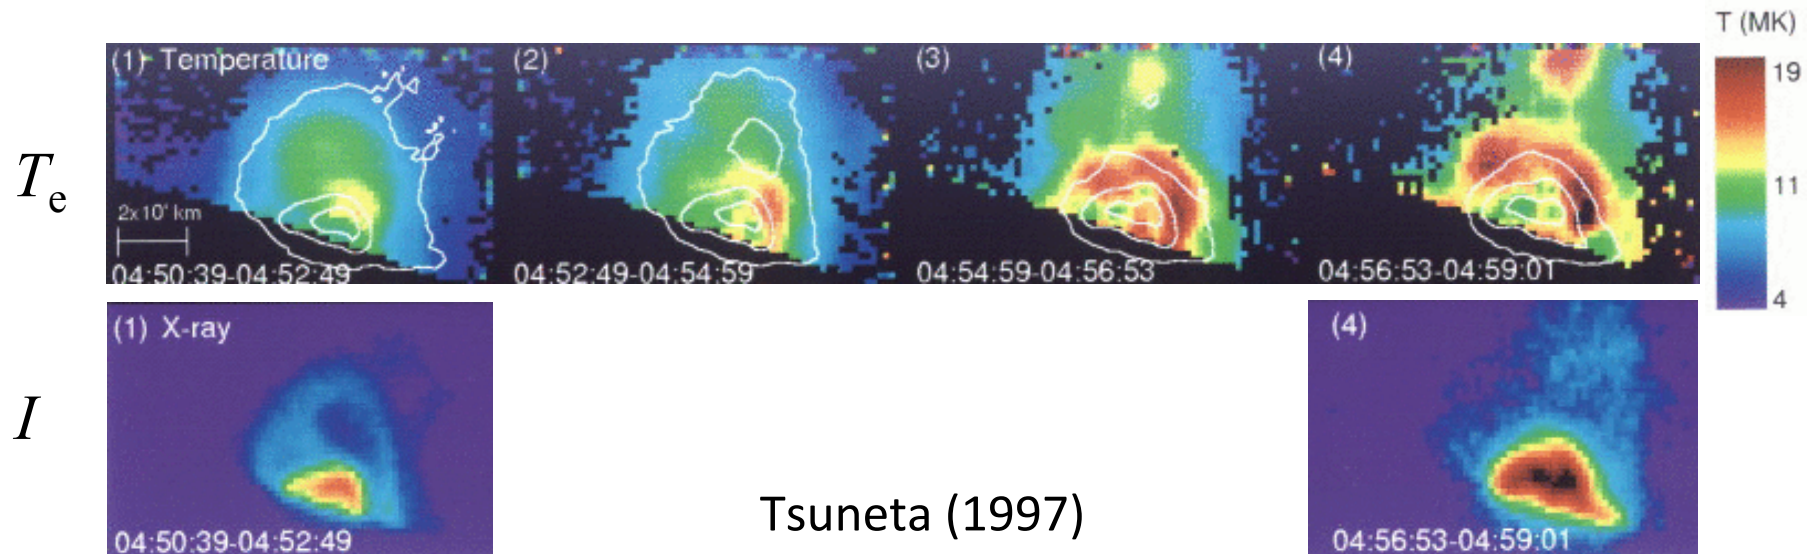 T (MK)
(1) Temperature
(2)
(3)
(4)
19
Te
11
2x10⁴ km
4
04:50:39-04:52:49
04:52:49-04:54:59
04:54:59-04:56:53
04:56:53-04:59:01
(1) X-ray
(4)
I
Tsuneta (1997)
04:50:39-04:52:49
04:56:53-04:59:01